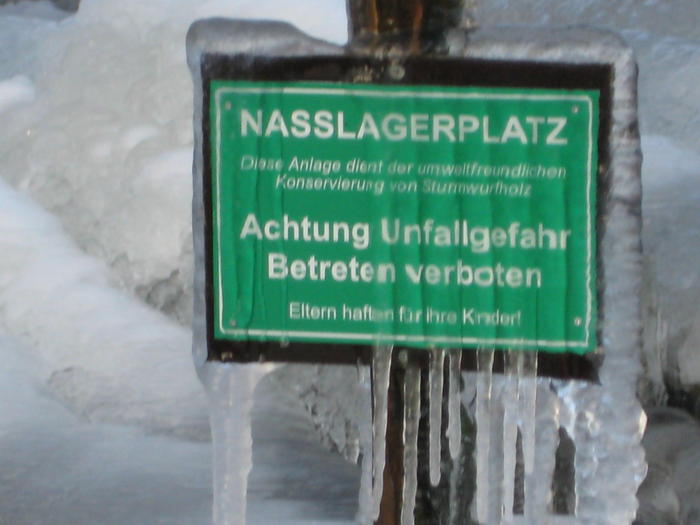 NASSLAGERPLATZ
Diese Anlage dient der umweltfreundlichen
Konservierung von Sturmwurfholz
Achtung Unfallgefahr
Betreten verboten
Eltern haften für ihre Kinder!